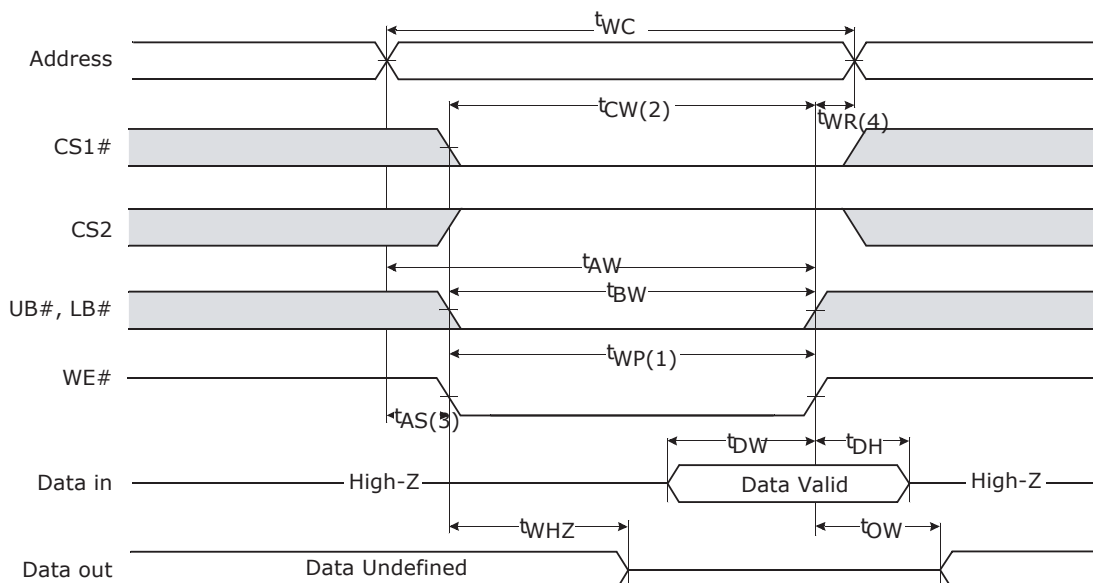 tWC
Address
tCW(2)
tWR(4)
CS1#
CS2
tAW
tBW
UB#, LB#
tWP(1)
WE#
tAS(3)
tDW
tDH
Data in
High-Z
Data Valid
High-Z
tWHZ
tOW
Data out
Data Undefined